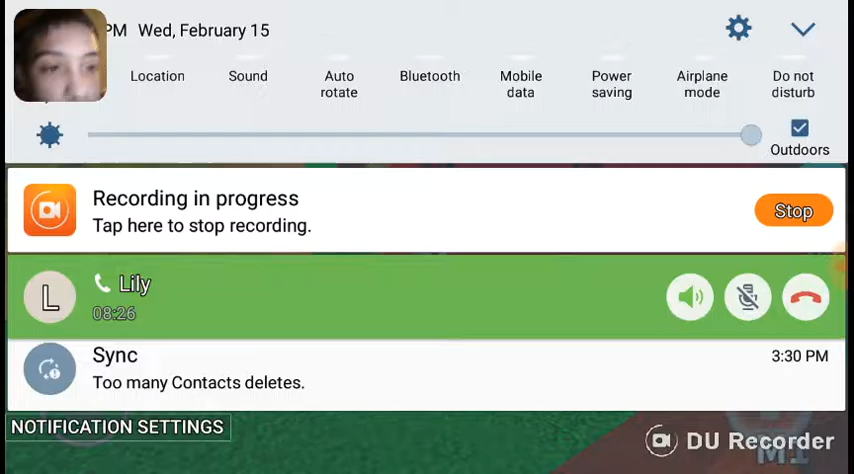 PM Wed, February 15
Location
Sound
Auto
rotate
Bluetooth
Mobile
data
Power
saving
Airplane
mode
Do not
disturb
Outdoors
Recording in progress
Tap here to stop recording.
Stop
L
Lily
08:26
Sync
3:30 PM
Too many Contacts deletes.
NOTIFICATION SETTINGS
DU Recorder